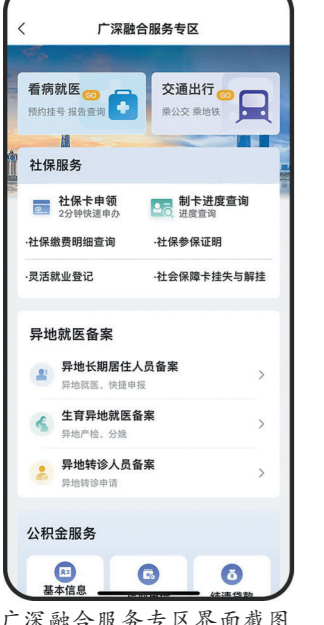 广深融合服务专区
看病就医 GO
预约挂号 报告查询
交通出行 GO
乘公交 乘地铁
社保服务
社保卡申领
2分钟快速申办
制卡进度查询
进度查询
·社保缴费明细查询
·社保参保证明
·灵活就业登记
·社会保障卡挂失与解挂
异地就医备案
异地长期居住人员备案
异地就医、快捷申报
生育异地就医备案
异地产检、分娩
异地转诊人员备案
异地转诊申请
公积金服务
基本信息
结清贷款
广深融合服务专区界面截图